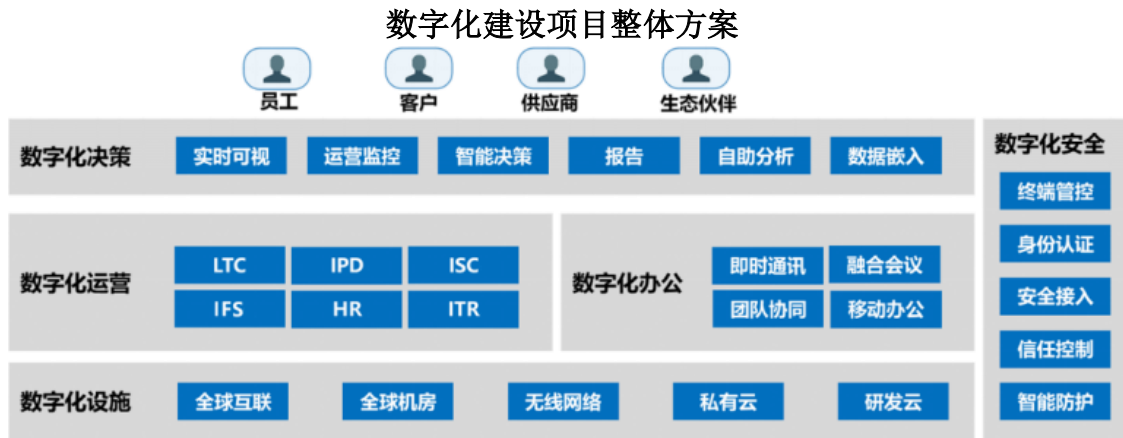 数字化建设项目整体方案
员工 客户 供应商 生态伙伴
数字化决策 实时可视 运营监控 智能决策 报告 自助分析 数据嵌入
数字化运营
LTC IPD ISC
IFS HR ITR
数字化办公
即时通讯 融合会议
团队协同 移动办公
数字化设施 全球互联 全球机房 无线网络 私有云 研发云
数字化安全
终端管控
身份认证
安全接入
信任控制
智能防护